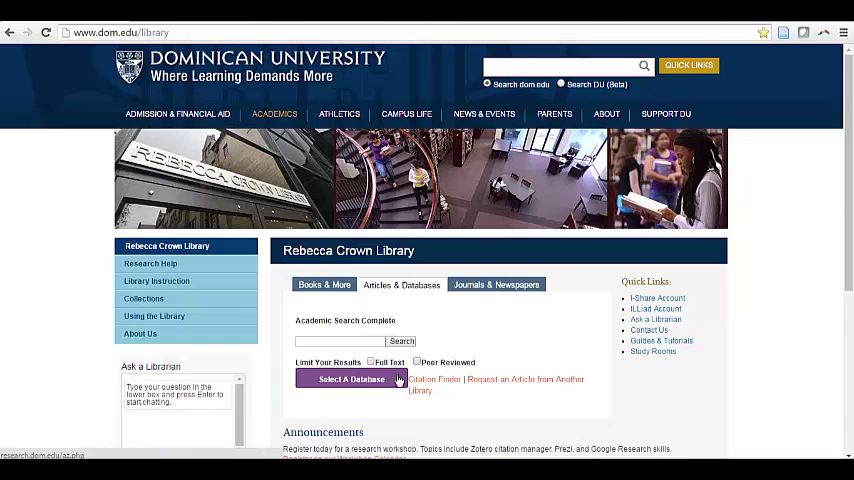 www.dom.edu/library
DOMINICAN UNIVERSITY
Where Learning Demands More
QUICK LINKS
Search dom.edu Search DU (Beta)
ADMISSION & FINANCIAL AID ACADEMICS ATHLETICS CAMPUS LIFE NEWS & EVENTS PARENTS ABOUT SUPPORT DU
REBECCA CROWN LIBRARY
Rebecca Crown Library
Research Help
Library Instruction
Collections
Using the Library
About Us
Ask a Librarian
Type your question in the
lower box and press Enter to
start chatting.
Rebecca Crown Library
Books & More Articles & Databases Journals & Newspapers
Academic Search Complete
Search
Limit Your Results Full Text Peer Reviewed
Select A Database
Citation Finder | Request an Article from Another
Library
Quick Links:
I-Share Account
ILLiad Account
Ask a Librarian
Contact Us
Guides & Tutorials
Study Rooms
Announcements
Register today for a research workshop. Topics include Zotero citation manager, Prezi, and Google Research skills.
Register on our Workshop Calendar
research.dom.edu/az.php